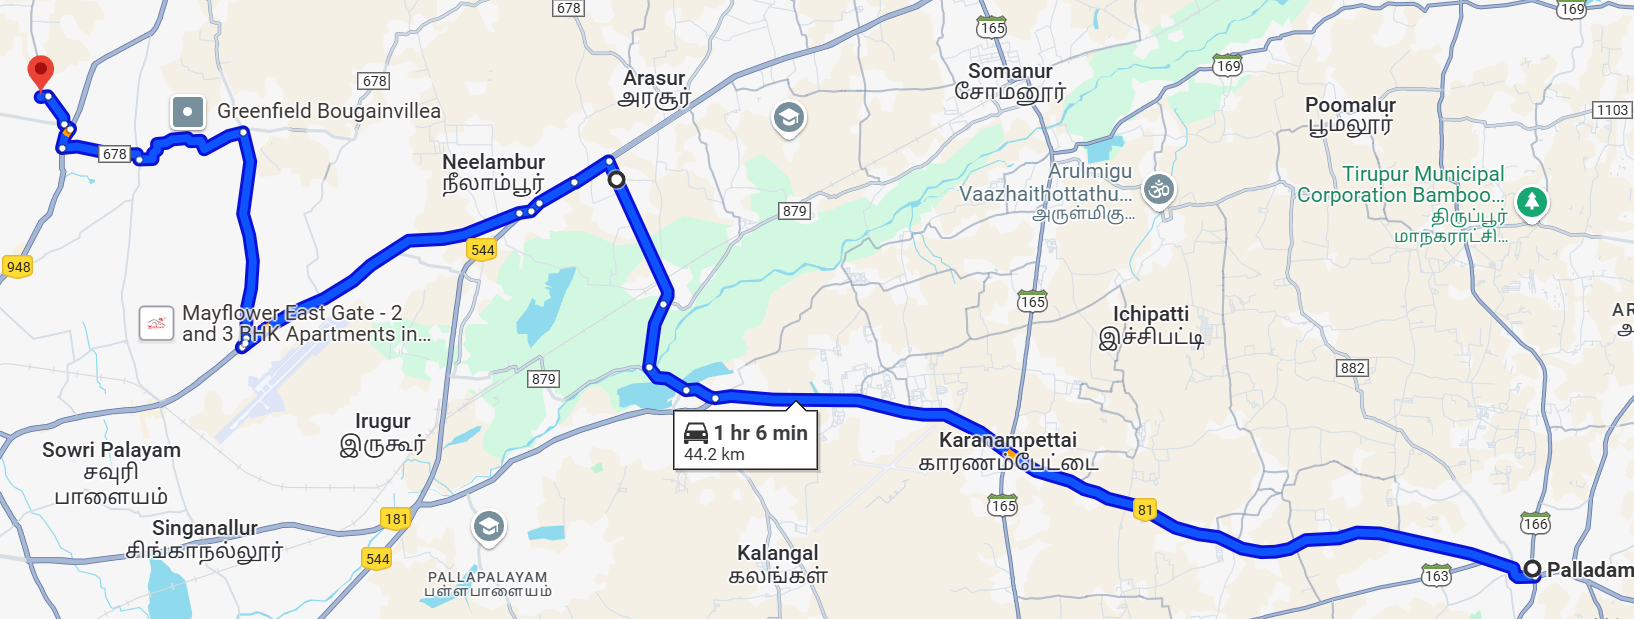 678
165
169
169
Somanur
சோமனூர்
Arasur
அரசூர்
678
Poomalur
பூமலூர்
1103
Greenfield Bougainvillea
678
Neelambur
நீலாம்பூர்
Arulmigu
Vaazhaithottathu...
அருள்மிகு...
Tirupur Municipal
Corporation Bamboo...
திருப்பூர்
மாநகராட்சி...
879
544
948
165
Mayflower East Gate - 2
and 3 BHK Apartments in...
Ichipatti
இச்சிபட்டி
882
879
Irugur
இருகூர்
1 hr 6 min
44.2 km
Karanampettai
காரணம்பேட்டை
Sowri Palayam
சவுரி
பாளையம்
165
81
181
166
Singanallur
சிங்காநல்லூர்
544
Kalangal
கலங்கள்
PALLAPALAYAM
பள்ளபாளையம்
163
Palladam